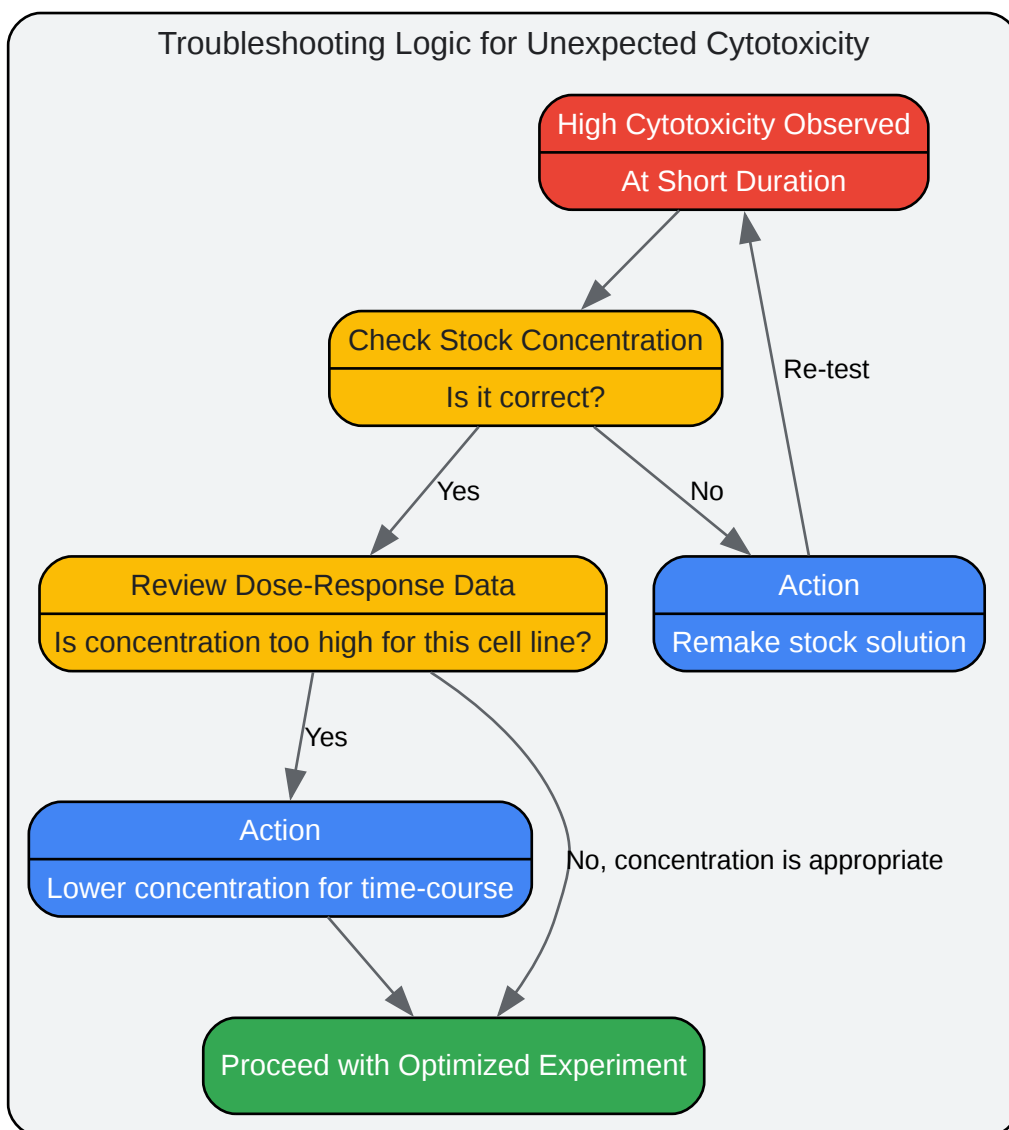 Troubleshooting Logic for Unexpected Cytotoxicity
High Cytotoxicity Observed
At Short Duration
Check Stock Concentration
Is it correct?
Re-test
Yes
No
Review Dose-Response Data
Is concentration too high for this cell line?
Action
Remake stock solution
Yes
Action
Lower concentration for time-course
No, concentration is appropriate
Proceed with Optimized Experiment